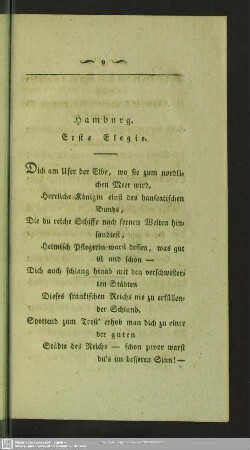 9
Hamburg.
Erste Elegie.
Dich am Ufer der Elbe, wo sie zum nordli-
chen Meer wird,
Herrliche Königin einst des hanseatischen
Bunds,
Die du reiche Schiffe nach fernen Welten hin-
sandtest,
Heimisch Pflegerin warst dessen, was gut
ist und schön —
Dich auch schlang hinab mit den verschwister-
ten Städten
Dieses fränkischen Reichs nie zu erfüllen-
der Schlund.
Spottend zum Trost' erhob man dich zu einer
der guten
Städte des Reichs — schon zuvor warst
du's im besseren Sinn! —